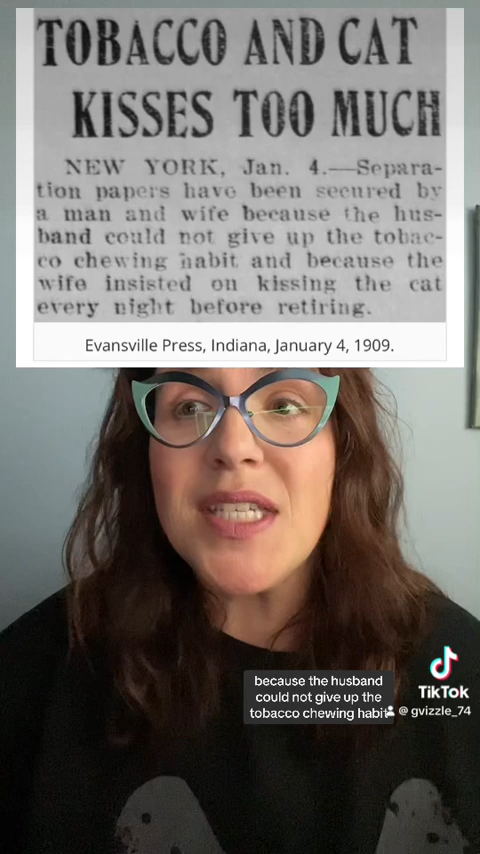 TOBACCO AND CAT
KISSES TOO MUCH
NEW YORK, Jan. 4.—Separa-
tion papers have been secured by
a man and wife because the hus-
band could not give up the tobac-
co chewing habit and because the
wife insisted on kissing the cat
every night before retiring.
Evansville Press, Indiana, January 4, 1909.
because the husband
could not give up the
tobacco chewing habit
TikTok
@ gvizzle_74